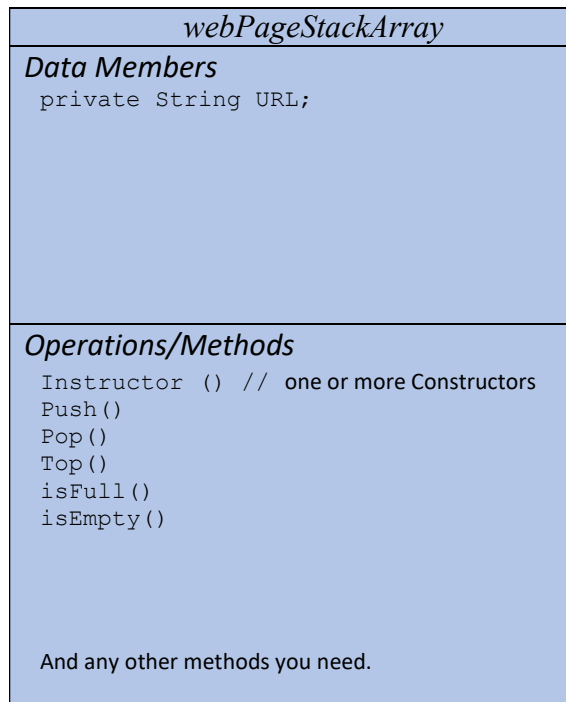 webPageStackArray
Data Members
private String URL;
Operations/Methods
Instructor () // one or more Constructors
Push()
Pop()
Top()
isFull()
isEmpty()
And any other methods you need.